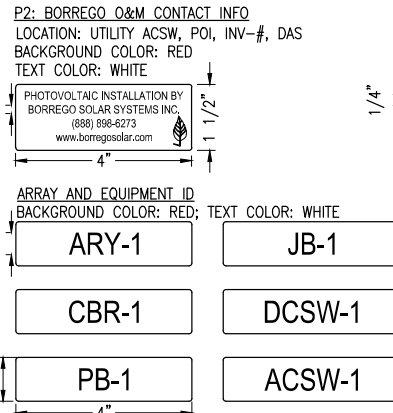 P2: BORREGO O&M CONTACT INFO
LOCATION: UTILITY ACSW, POI, INV-#, DAS
BACKGROUND COLOR: RED
TEXT COLOR: WHITE
PHOTOVOLTAIC INSTALLATION BY
BORREGO SOLAR SYSTEMS INC.
(888) 898-6273
www.borregosolar.com
1 1/2"
1/4"
4"
ARRAY AND EQUIPMENT ID
BACKGROUND COLOR: RED; TEXT COLOR: WHITE
ARY-1
JB-1
CBR-1
DCSW-1
PB-1
ACSW-1
4"